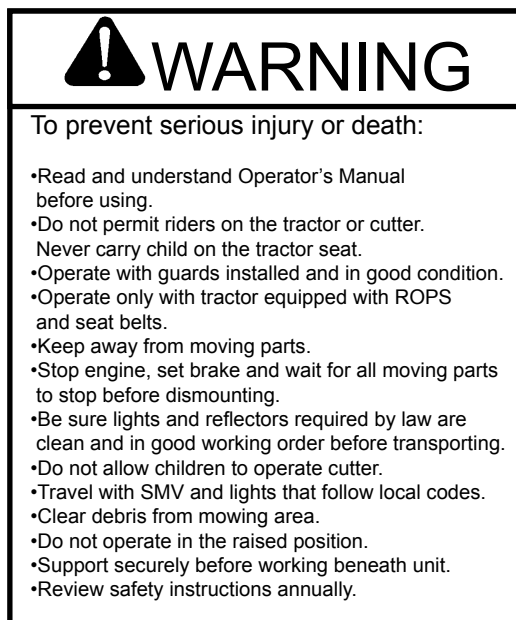 WARNING
To prevent serious injury or death:
•Read and understand Operator’s Manual
before using.
•Do not permit riders on the tractor or cutter.
Never carry child on the tractor seat.
•Operate with guards installed and in good condition.
•Operate only with tractor equipped with ROPS
and seat belts.
•Keep away from moving parts.
•Stop engine, set brake and wait for all moving parts
to stop before dismounting.
•Be sure lights and reflectors required by law are
clean and in good working order before transporting.
•Do not allow children to operate cutter.
•Travel with SMV and lights that follow local codes.
•Clear debris from mowing area.
•Do not operate in the raised position.
•Support securely before working beneath unit.
•Review safety instructions annually.